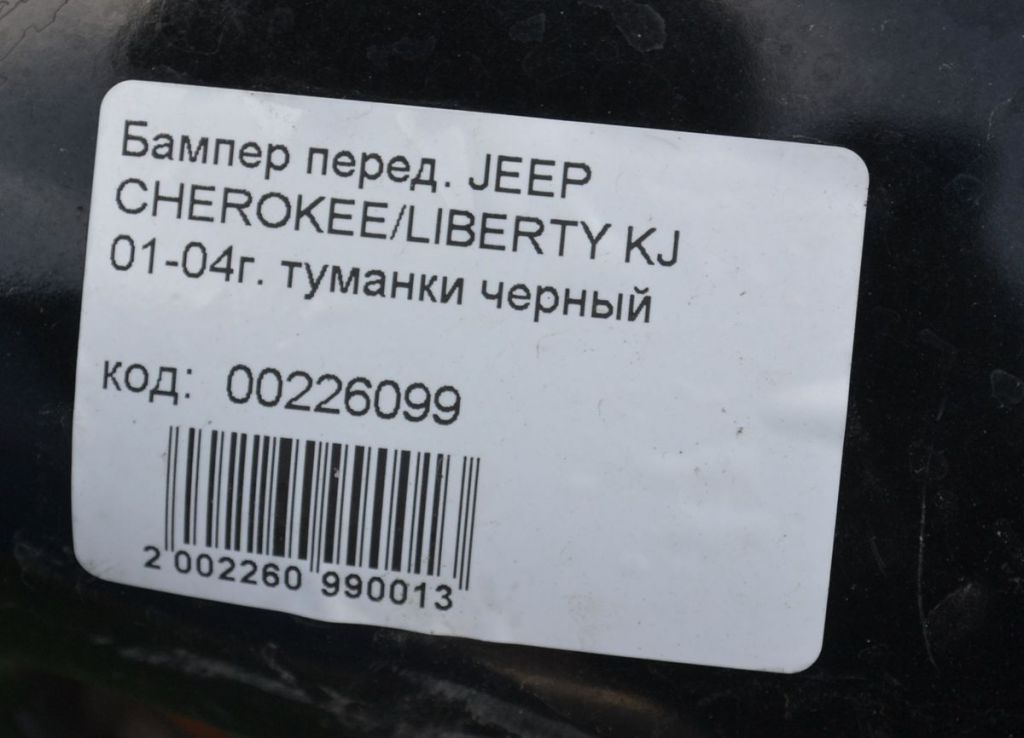 Бампер перед. JEEP
CHEROKEE/LIBERTY KJ
01-04г. туманки черный
код: 00226099
2 002260 990013